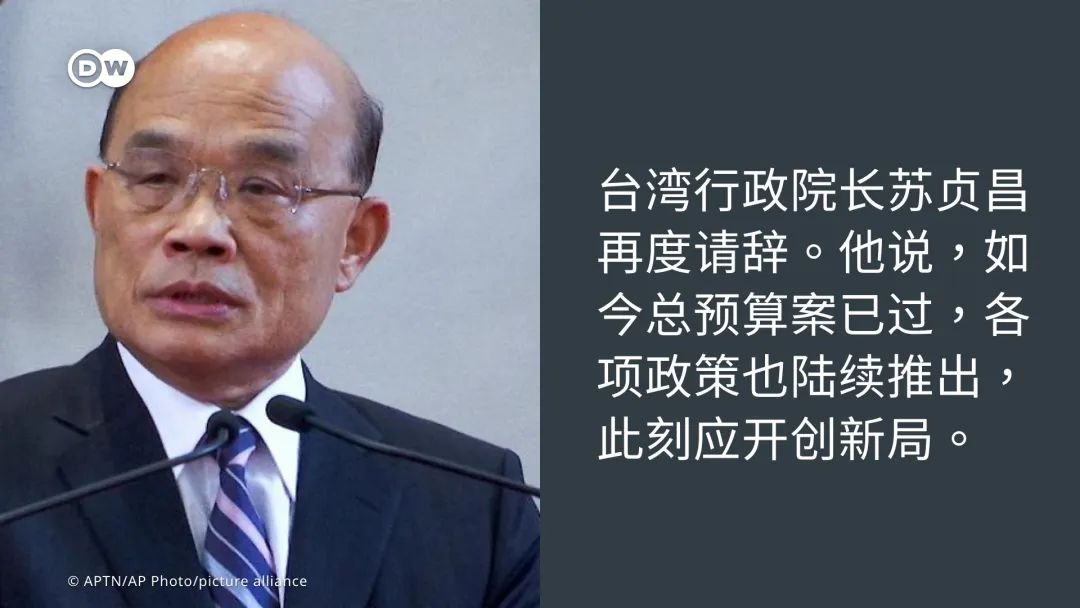 DW
台湾行政院长苏贞昌
再度请辞。他说，如
今总预算案已过，各
项政策也陆续推出，
此刻应开创新局。
© APTN/AP Photo/picture alliance